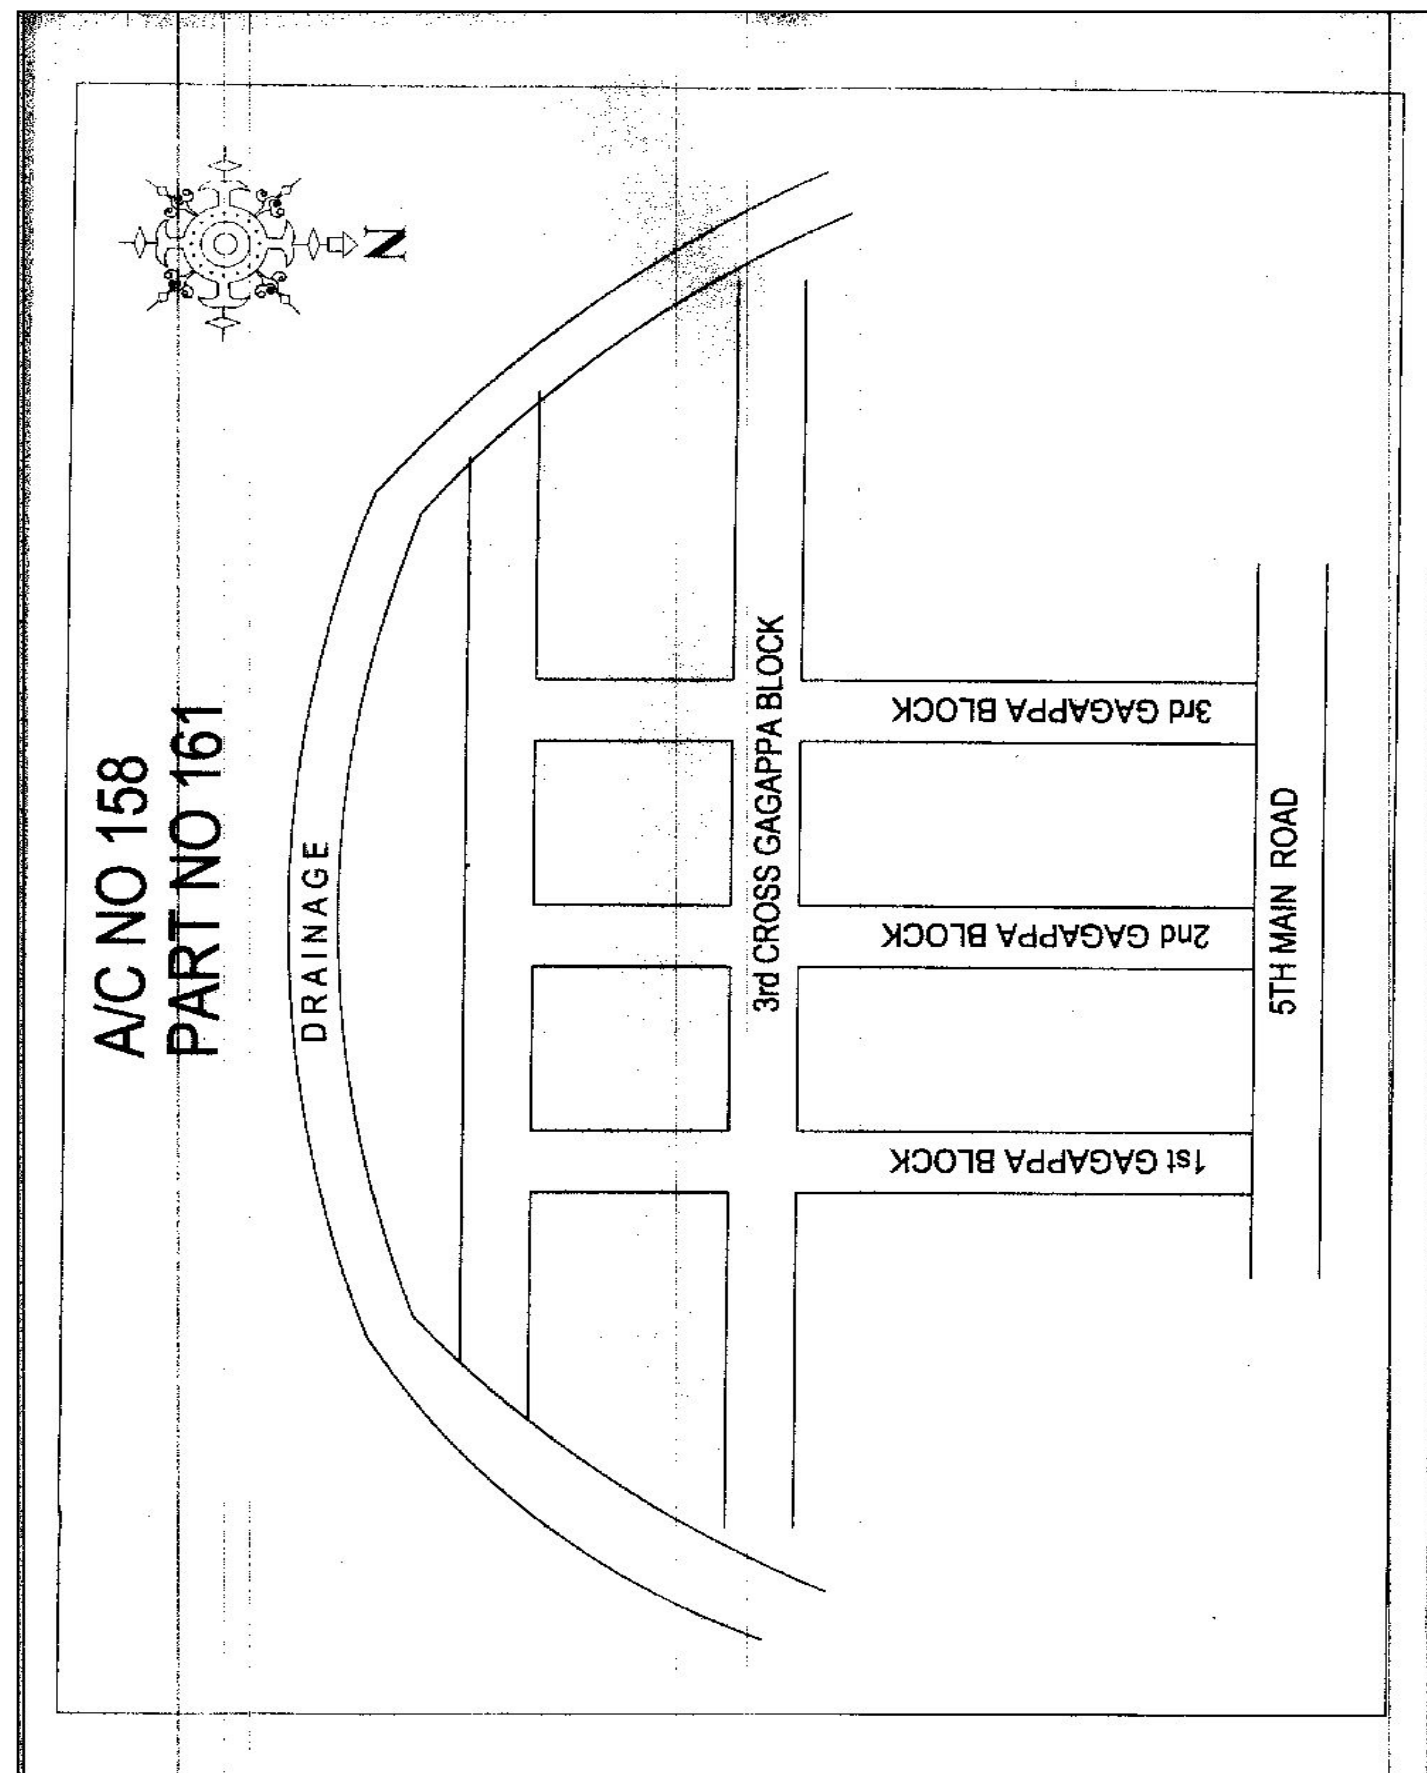 A/C NO 158
PART NO 161
N
DRAINAGE
3rd CROSS GAGAPPA BLOCK
3rd GAGAPPA BLOCK
2nd GAGAPPA BLOCK
1st GAGAPPA BLOCK
5TH MAIN ROAD